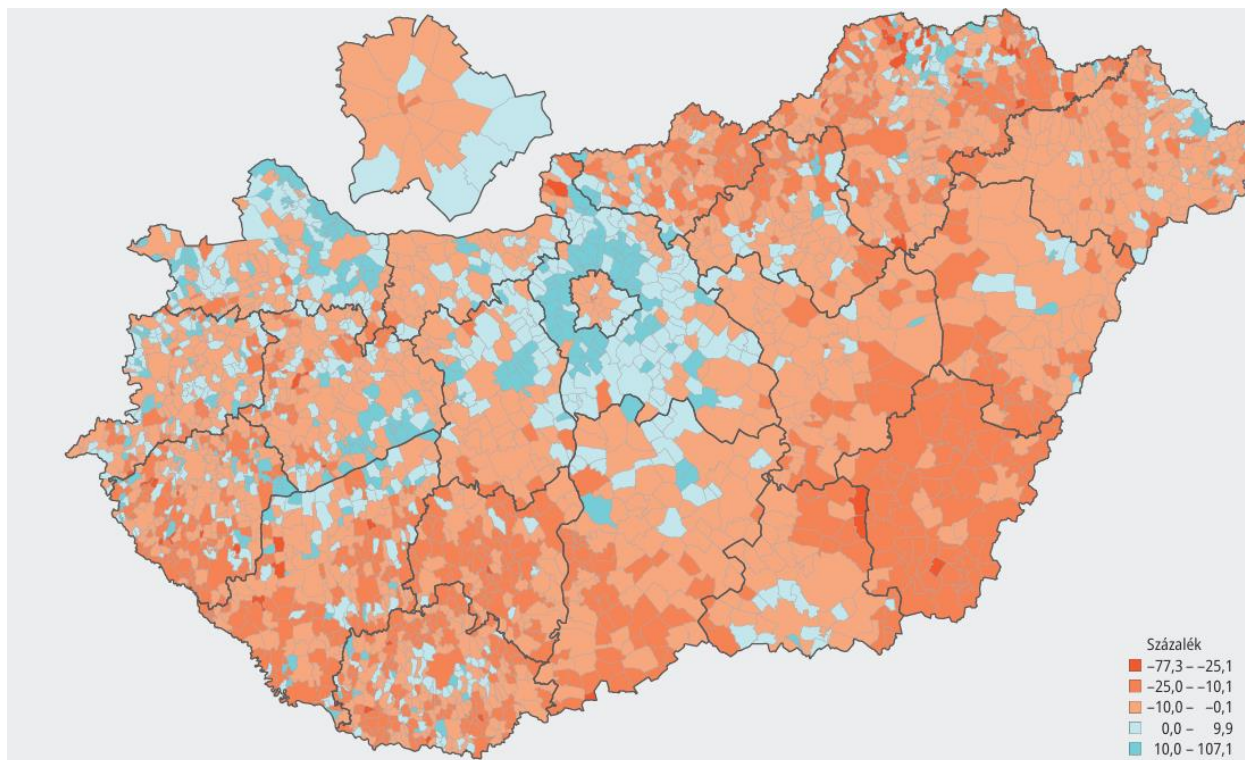 Százalék
–77,3 – –25,1
–25,0 – –10,1
–10,0 – –0,1
0,0 – 9,9
10,0 – 107,1